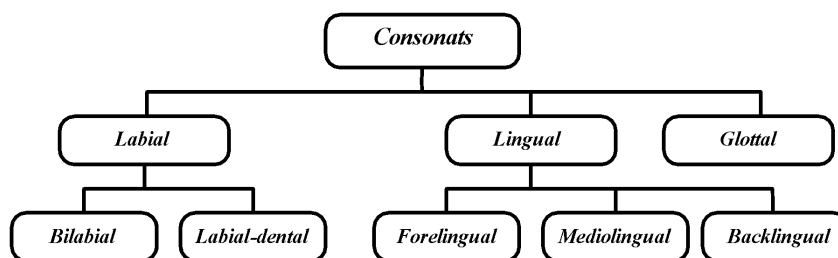 Consonats
Labial
Lingual
Glottal
Bilabial
Labial-dental
Forelingual
Mediolingual
Backlingual